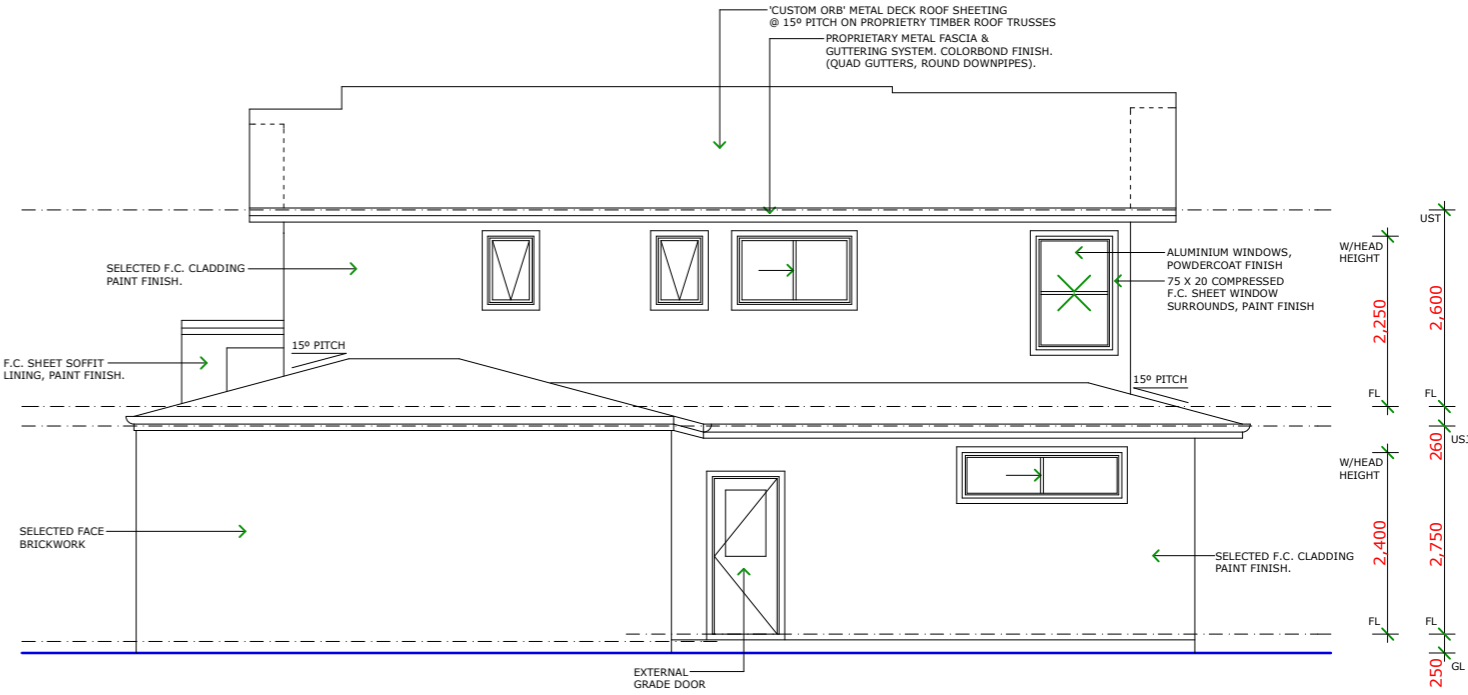 'CUSTOM ORB' METAL DECK ROOF SHEETING
@ 15º PITCH ON PROPRIETRY TIMBER ROOF TRUSSES
PROPRIETARY METAL FASCIA &
GUTTERING SYSTEM. COLORBOND FINISH.
(QUAD GUTTERS, ROUND DOWNPIPES).
UST
W/HEAD
HEIGHT
ALUMINIUM WINDOWS,
POWDERCOAT FINISH
75 X 20 COMPRESSED
F.C. SHEET WINDOW
SURROUNDS, PAINT FINISH
SELECTED F.C. CLADDING
PAINT FINISH.
2,250
2,600
15º PITCH
F.C. SHEET SOFFIT
LINING, PAINT FINISH.
15º PITCH
FL
FL
260
USJ
W/HEAD
HEIGHT
SELECTED FACE
BRICKWORK
2,400
2,750
SELECTED F.C. CLADDING
PAINT FINISH.
FL
FL
EXTERNAL
GRADE DOOR
250
GL